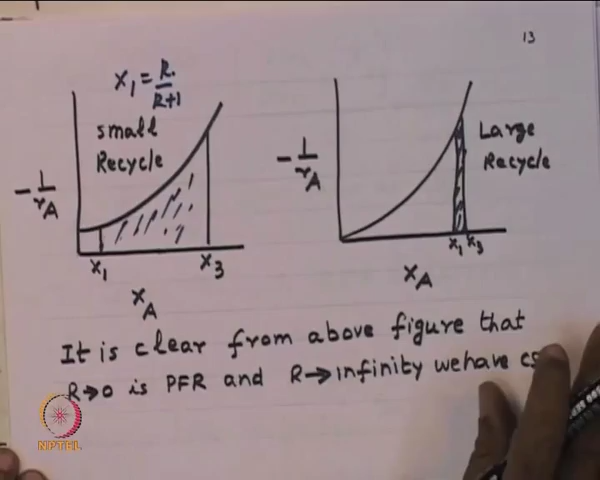 13
X₁ = R/R+1
small
Recycle
- 1/rA
x₁
x₃
XA
Large
Recycle
- 1/rA
x₁ x₃
XA
It is clear from above figure that
R→0 is PFR and R→infinity we have cs
NPTEL